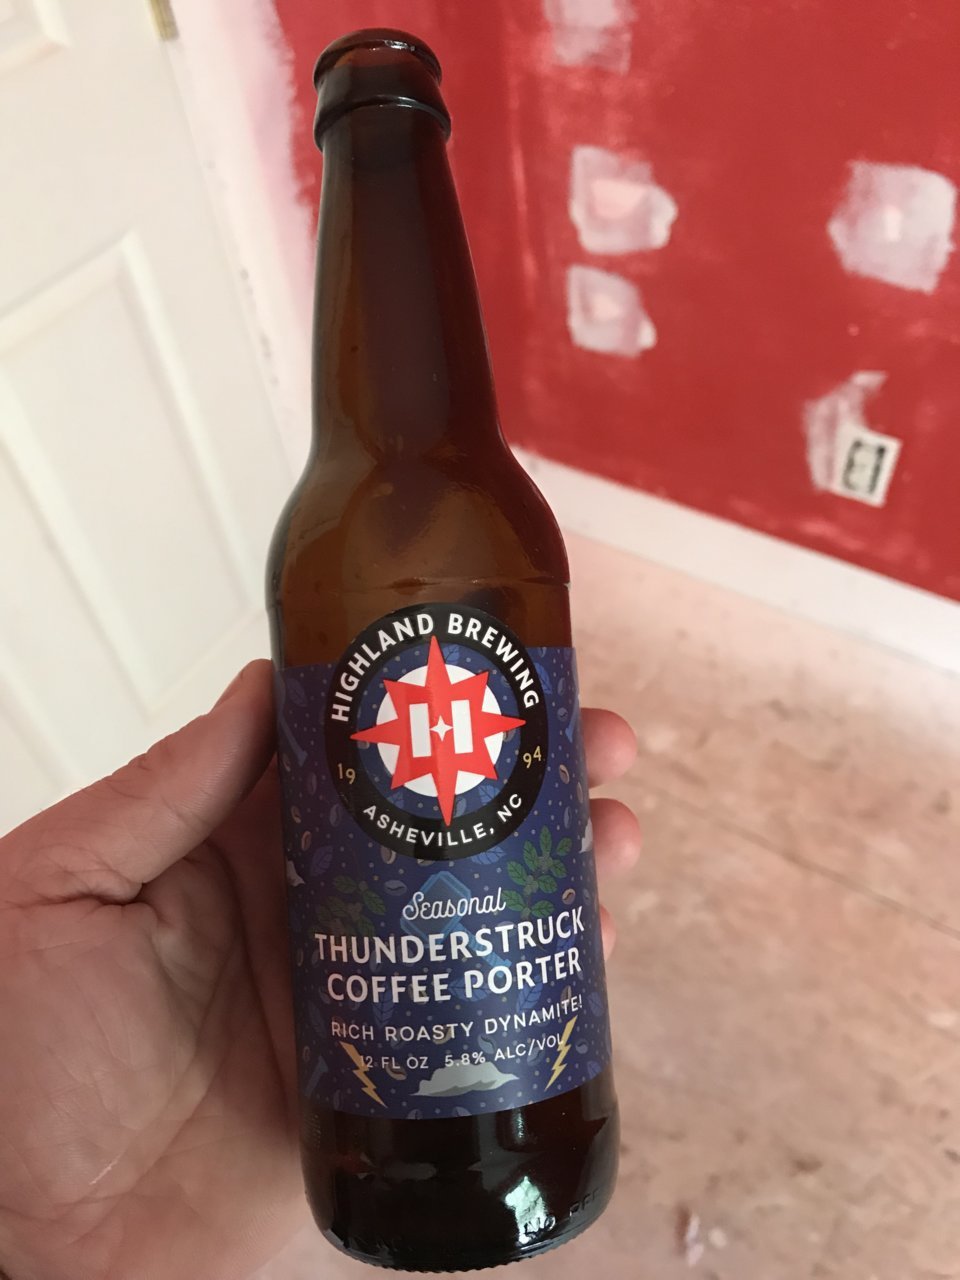 HIGHLAND BREWING
H
19 94
ASHEVILLE, NC
Seasonal
THUNDERSTRUCK
COFFEE PORTER
RICH ROASTY DYNAMITE!
12 FL OZ 5.8% ALC/VOL
NO